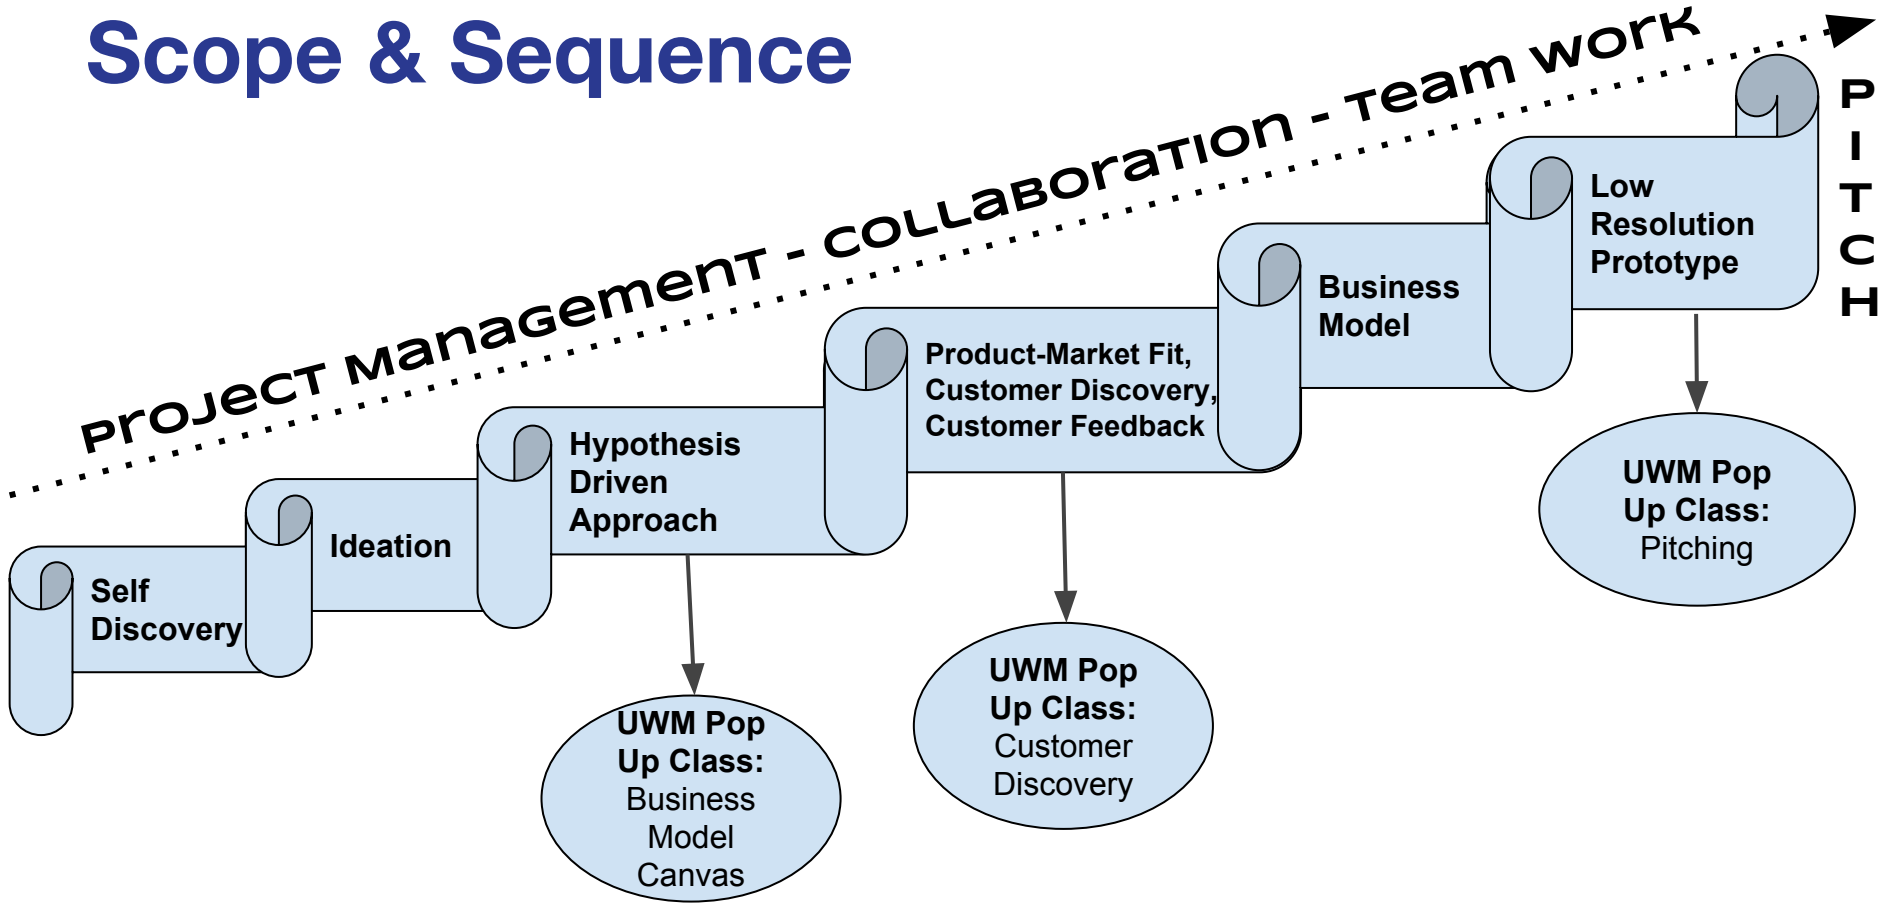 Scope & Sequence
Project Management - Collaboration - Team Work
P
I
T
C
H
Self
Discovery
Ideation
Hypothesis
Driven
Approach
Product-Market Fit,
Customer Discovery,
Customer Feedback
Business
Model
Low
Resolution
Prototype
UWM Pop
Up Class:
Business
Model
Canvas
UWM Pop
Up Class:
Customer
Discovery
UWM Pop
Up Class:
Pitching